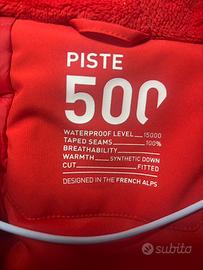 PISTE
500
WATERPROOF LEVEL 15000
TAPED SEAMS 100%
BREATHABILITY
WARMTH SYNTHETIC DOWN
CUT FITTED
DESIGNED IN THE FRENCH ALPS
subito